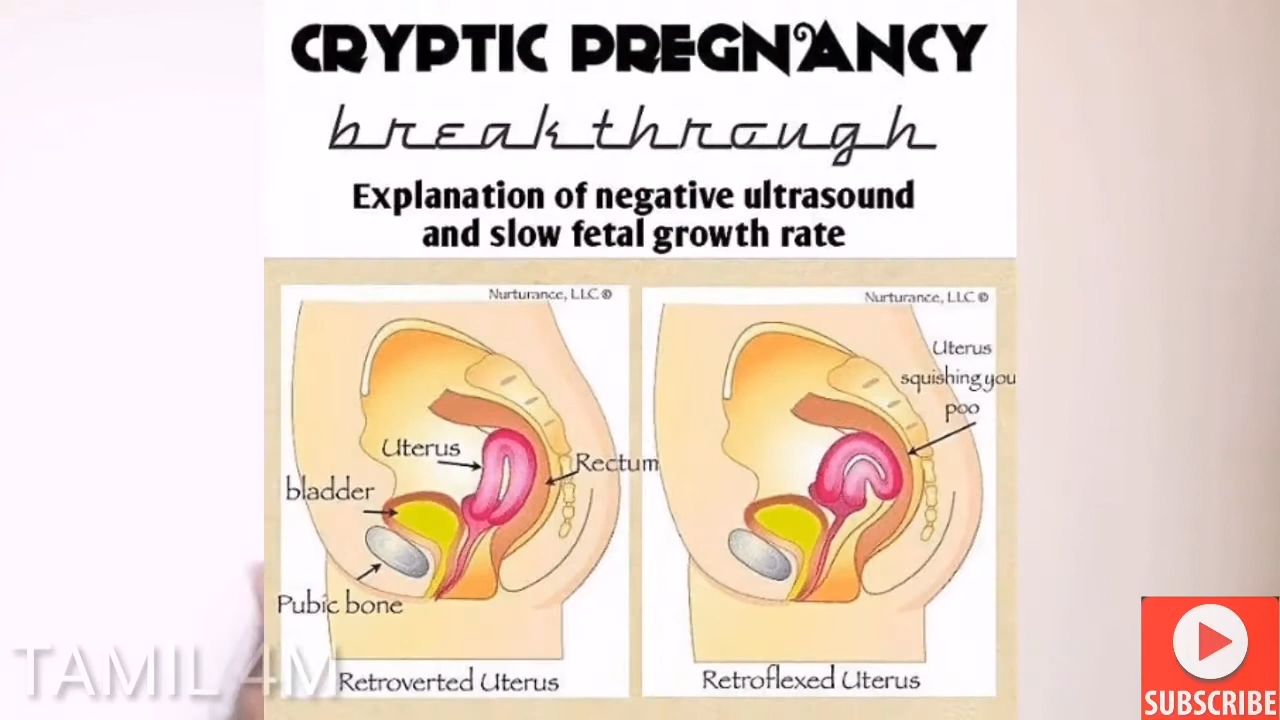 CRYPTIC PREGNANCY
breakthrough
Explanation of negative ultrasound
and slow fetal growth rate
Nurturance, LLC ©
Uterus
Rectum
bladder
Pubic bone
Retroverted Uterus
Nurturance, LLC ©
Uterus
squishing you
poo
Retroflexed Uterus
TAMIL 4M
SUBSCRIBE